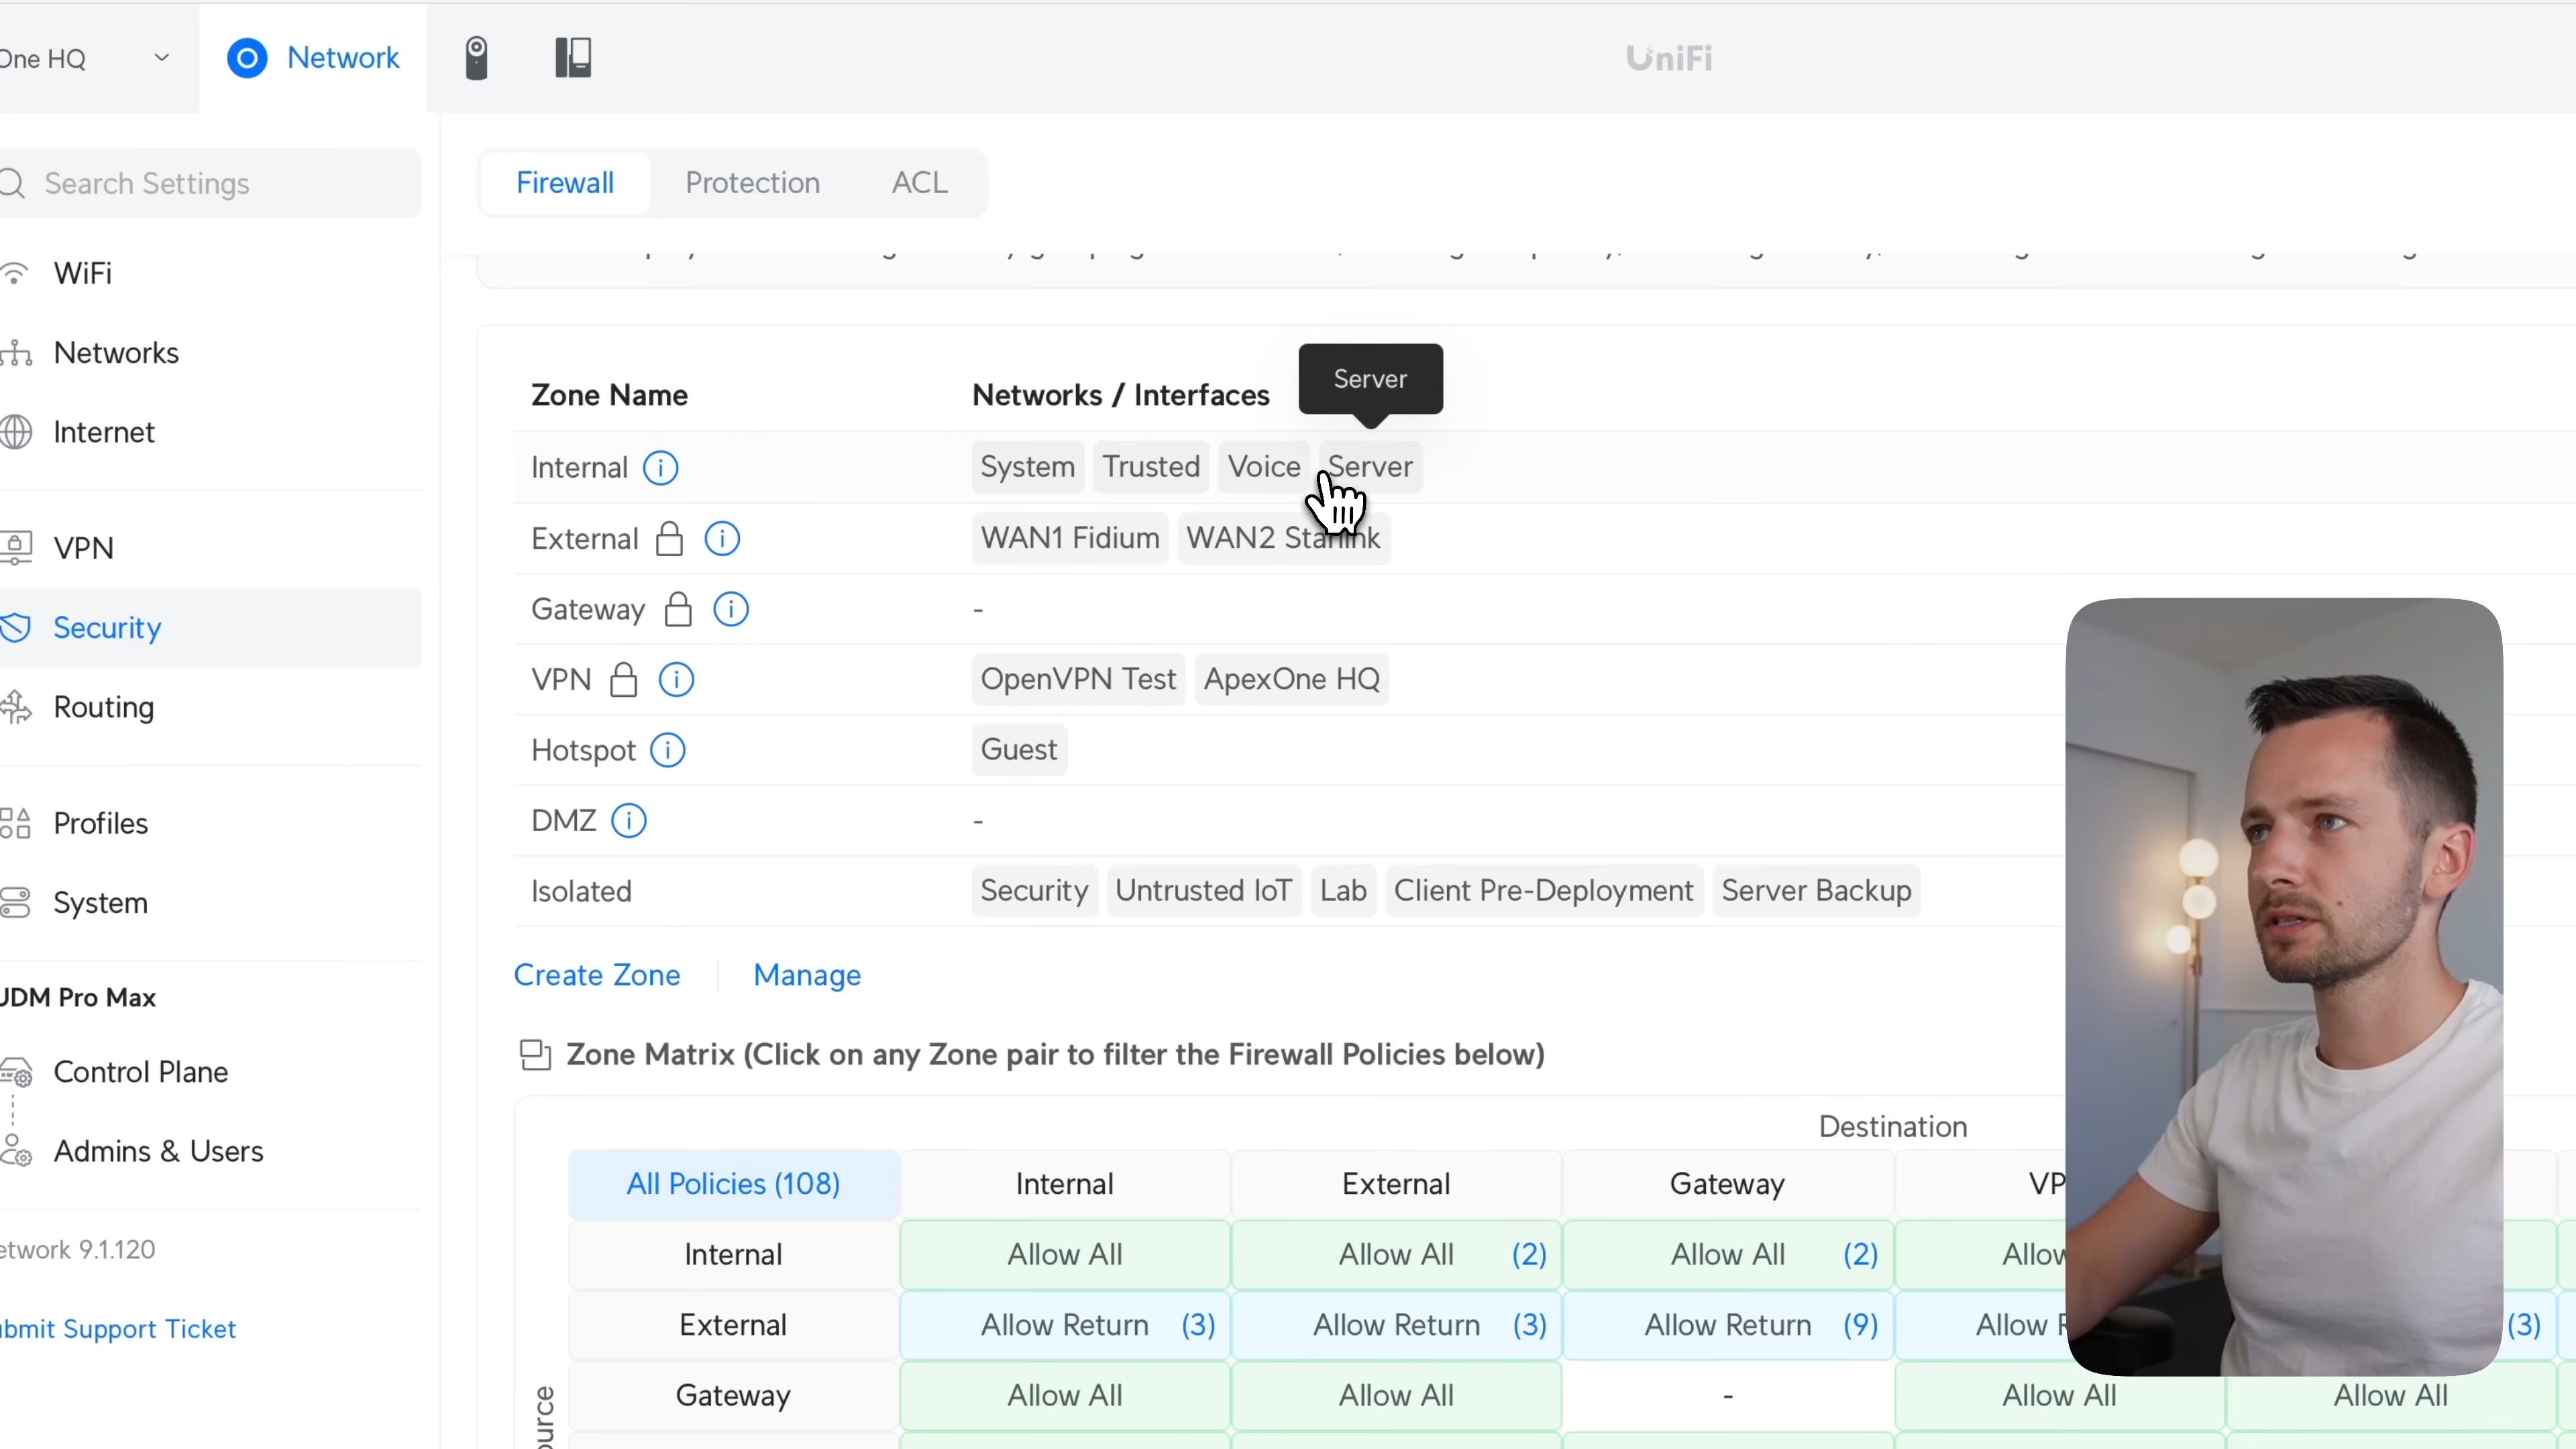 One HQ
Network
UniFi
Search Settings
Firewall
Protection
ACL
WiFi
Networks
Internet
VPN
Security
Routing
Profiles
System
UDM Pro Max
Control Plane
Admins & Users
Network 9.1.120
Submit Support Ticket
Server
Zone Name Networks / Interfaces
Internal System Trusted Voice Server
External WAN1 Fidium WAN2 Starlink
Gateway -
VPN OpenVPN Test ApexOne HQ
Hotspot Guest
DMZ -
Isolated Security Untrusted IoT Lab Client Pre-Deployment Server Backup
Create Zone Manage
Zone Matrix (Click on any Zone pair to filter the Firewall Policies below)
Destination
All Policies (108) Internal External Gateway VP
Internal Allow All Allow All (2) Allow All (2) Allow
External Allow Return (3) Allow Return (3) Allow Return (9) Allow (3)
Gateway Allow All Allow All - Allow All Allow All
ource